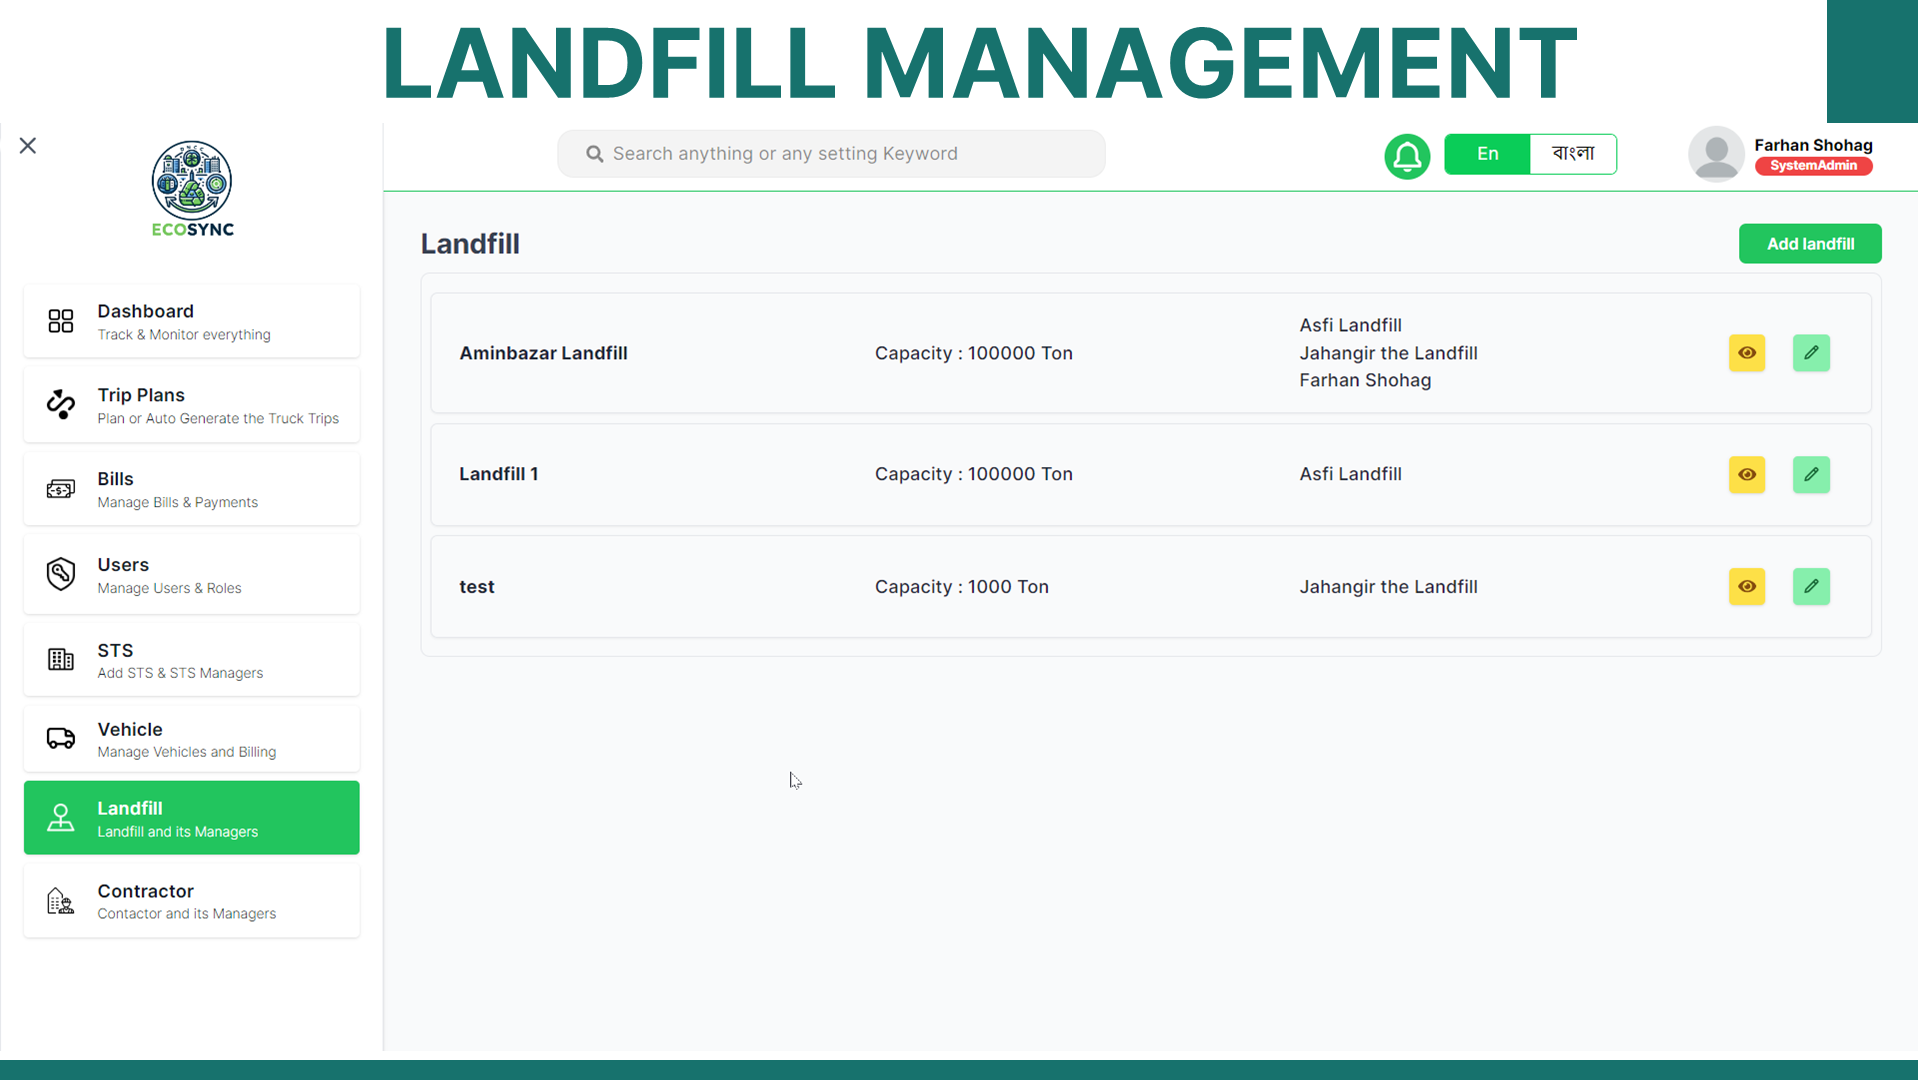 LANDFILL MANAGEMENT
Search anything or any setting Keyword
En
বাংলা
Farhan Shohag
SystemAdmin
ECOSYNC
Dashboard
Track & Monitor everything
Trip Plans
Plan or Auto Generate the Truck Trips
Bills
Manage Bills & Payments
Users
Manage Users & Roles
STS
Add STS & STS Managers
Vehicle
Manage Vehicles and Billing
Landfill
Landfill and its Managers
Contractor
Contactor and its Managers
Landfill
Add landfill
Aminbazar Landfill
Capacity : 100000 Ton
Asfi Landfill
Jahangir the Landfill
Farhan Shohag
Landfill 1
Capacity : 100000 Ton
Asfi Landfill
test
Capacity : 1000 Ton
Jahangir the Landfill